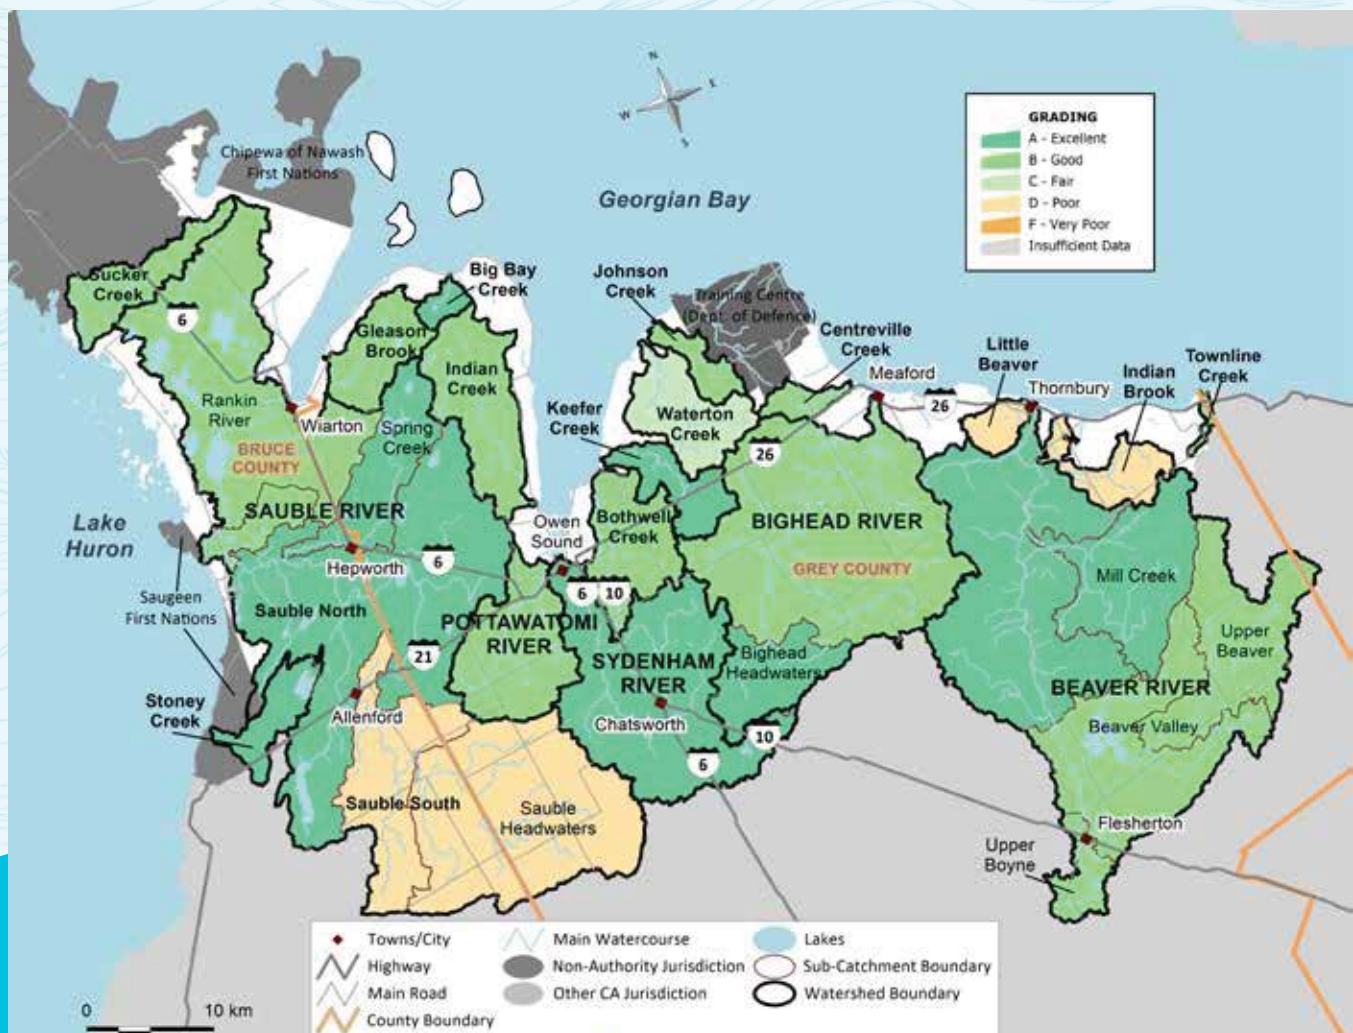 N
W
E
S
GRADING
A - Excellent
B - Good
C - Fair
D - Poor
F - Very Poor
Insufficient Data
Chipewa of Nawash
First Nations
Georgian Bay
Sucker
Creek
6
Big Bay
Creek
Johnson
Creek
Training Centre
(Dept. of Defence)
Gleason
Brook
Indian
Creek
Centreville
Creek
Meaford
Little
Beaver
Thornbury
Indian
Brook
Townline
Creek
26
Rankin
River
Wiarton
Spring
Creek
Keefer
Creek
Waterton
Creek
26
BRUCE
COUNTY
SAUBLE RIVER
Lake
Huron
Owen
Sound
Bothwell
Creek
BIGHEAD RIVER
GREY COUNTY
Hepworth
6
6
10
Mill Creek
Saugeen
First Nations
Sauble North
POTTAWATOMI
RIVER
21
SYDENHAM
RIVER
Bighead
Headwaters
Upper
Beaver
BEAVER RIVER
Beaver Valley
Stoney
Creek
Allenford
Chatsworth
10
6
Sauble South
Sauble
Headwaters
Flesherton
Upper
Boyne
0 10 km
Towns/City
Highway
Main Road
County Boundary
Main Watercourse
Non-Authority Jurisdiction
Other CA Jurisdiction
Lakes
Sub-Catchment Boundary
Watershed Boundary